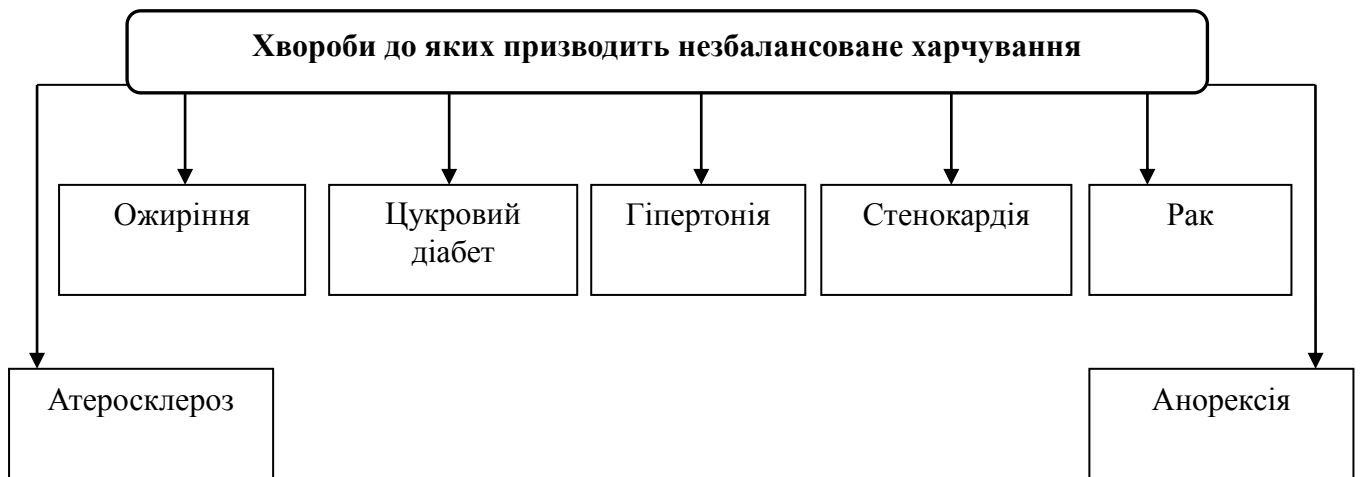 Хвороби до яких призводить незбалансоване харчування
Ожиріння
Цукровий
діабет
Гіпертонія
Стенокардія
Рак
Атеросклероз
Анорексія